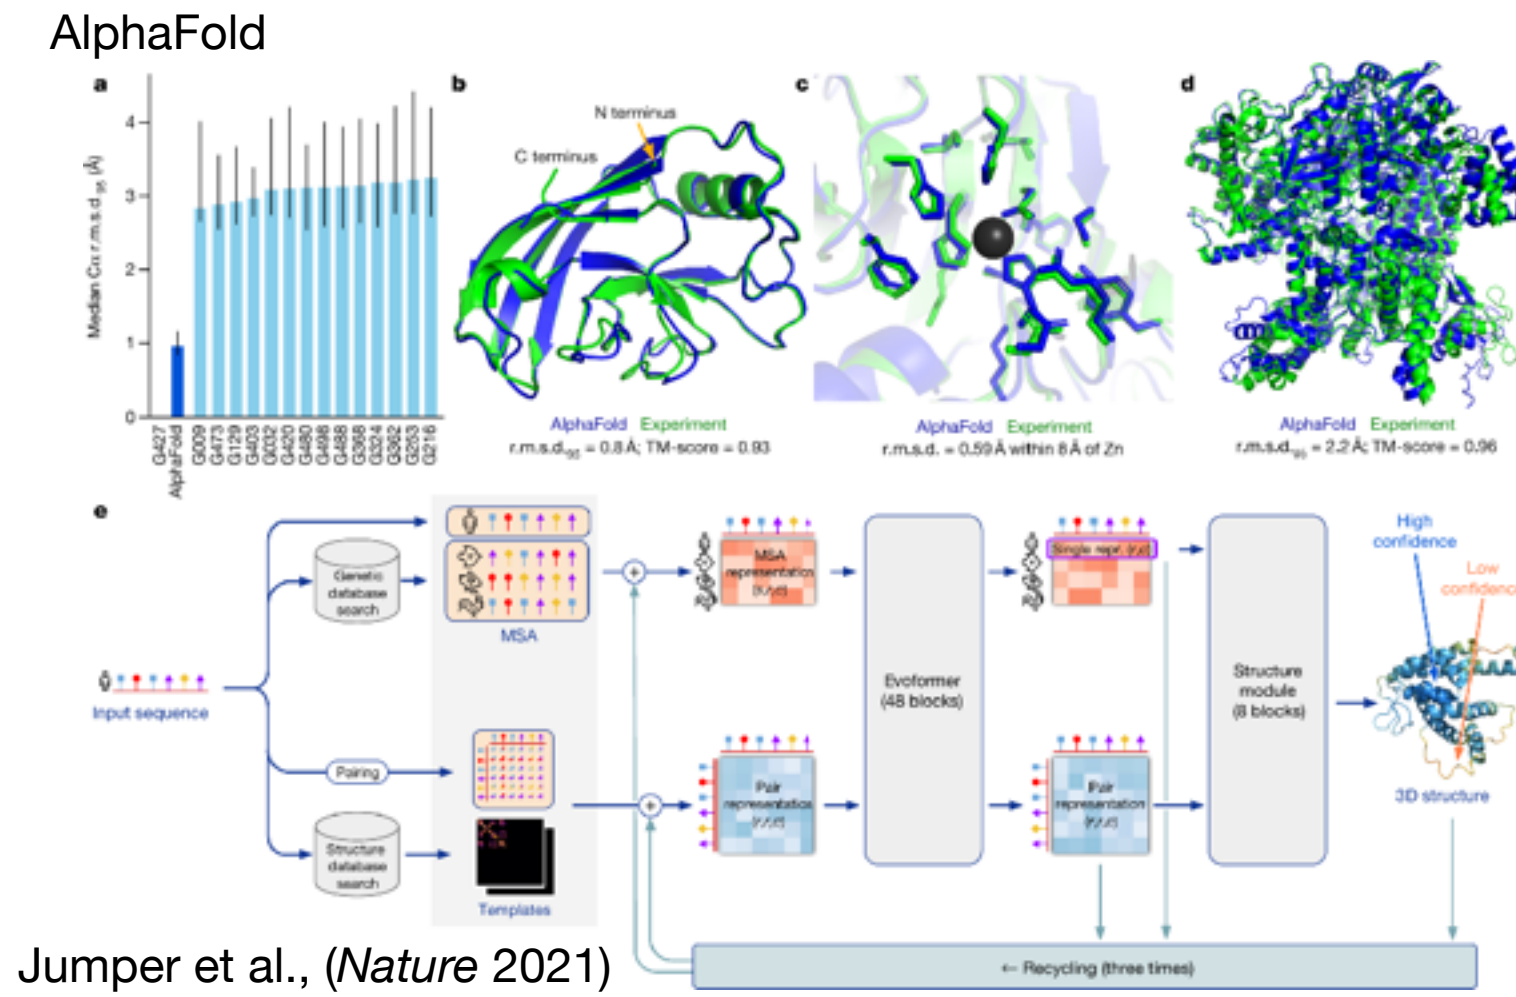 AlphaFold
a
Median Cα r.m.s.d.95 (Å)
4
3
2
1
0
G427
AlphaFold
G009
G473
G129
G403
G032
G420
G480
G498
G488
G368
G324
G362
G253
G216
b
N terminus
C terminus
AlphaFold Experiment
r.m.s.d.95 = 0.8 Å; TM-score = 0.93
c
AlphaFold Experiment
r.m.s.d. = 0.59 Å within 8 Å of Zn
d
AlphaFold Experiment
r.m.s.d.95 = 2.2 Å; TM-score = 0.96
e
Input sequence
Genetic
database
search
MSA
Pairing
Structure
database
search
Templates
+
+
MSA
representation
(s,r,c)
Pair
representation
(r,r,c)
Evoformer
(48 blocks)
Single repr. (r,c)
Pair
representation
(r,r,c)
Structure
module
(8 blocks)
High
confidence
Low
confidence
3D structure
← Recycling (three times)
Jumper et al., (Nature 2021)